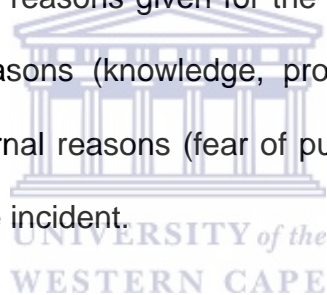 reasons given for the
asons (knowledge, pro
rnal reasons (fear of pu
incident.
UNIVERSITY of the
WESTERN CAPE